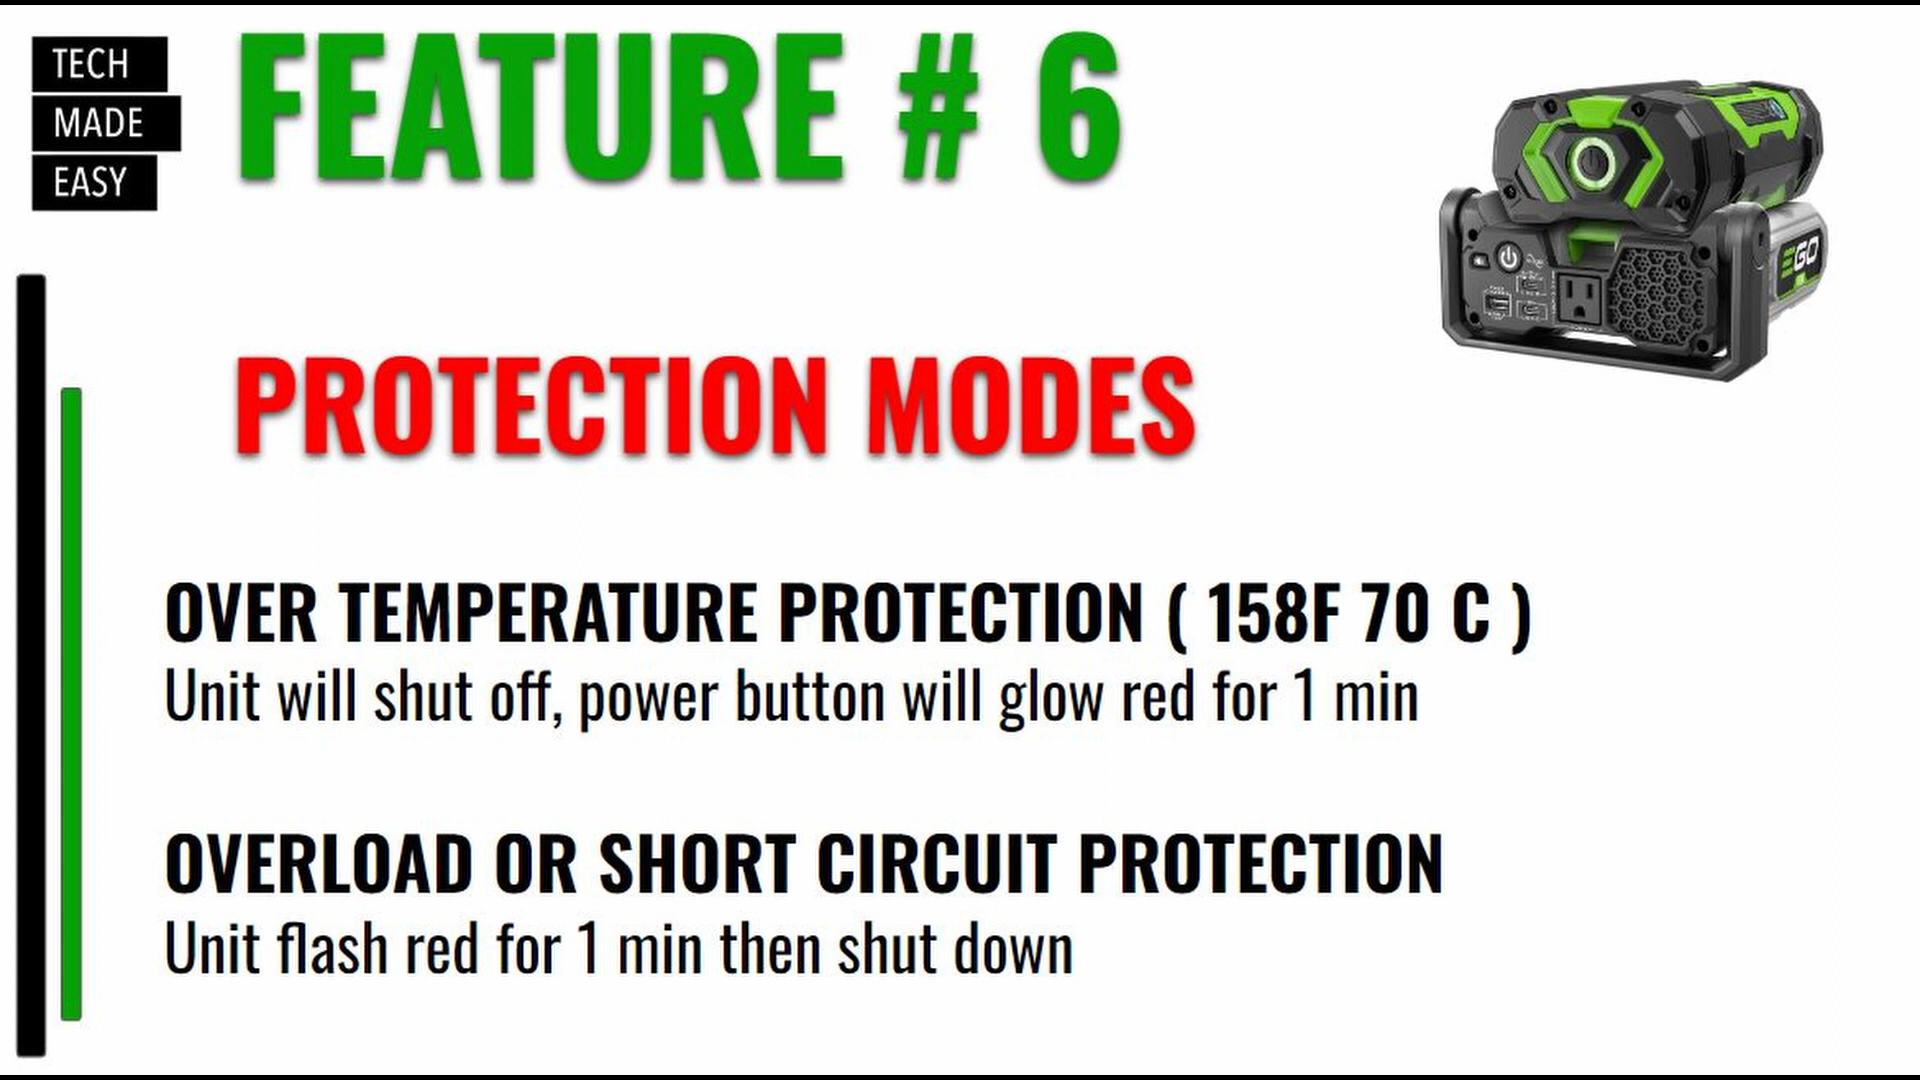 TECH
MADE
EASY
FEATURE # 6
EGO
PROTECTION MODES
OVER TEMPERATURE PROTECTION ( 158F 70 C )
Unit will shut off, power button will glow red for 1 min
OVERLOAD OR SHORT CIRCUIT PROTECTION
Unit flash red for 1 min then shut down